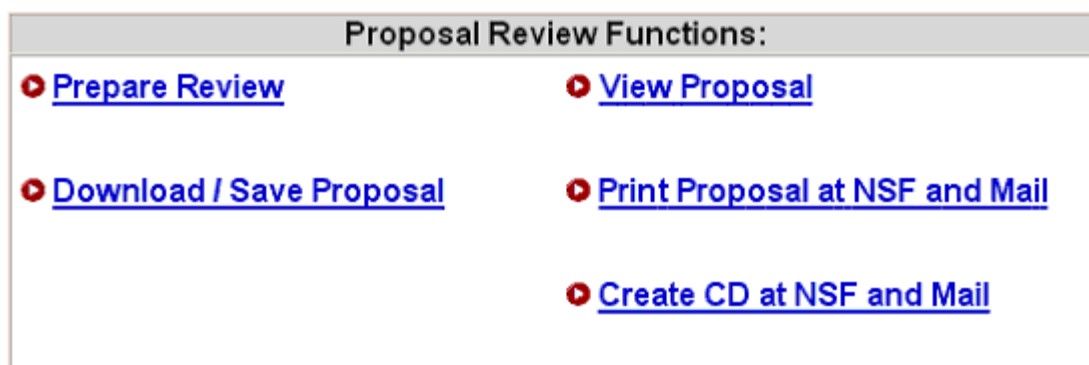 Proposal Review Functions:
Prepare Review
View Proposal
Download / Save Proposal
Print Proposal at NSF and Mail
Create CD at NSF and Mail